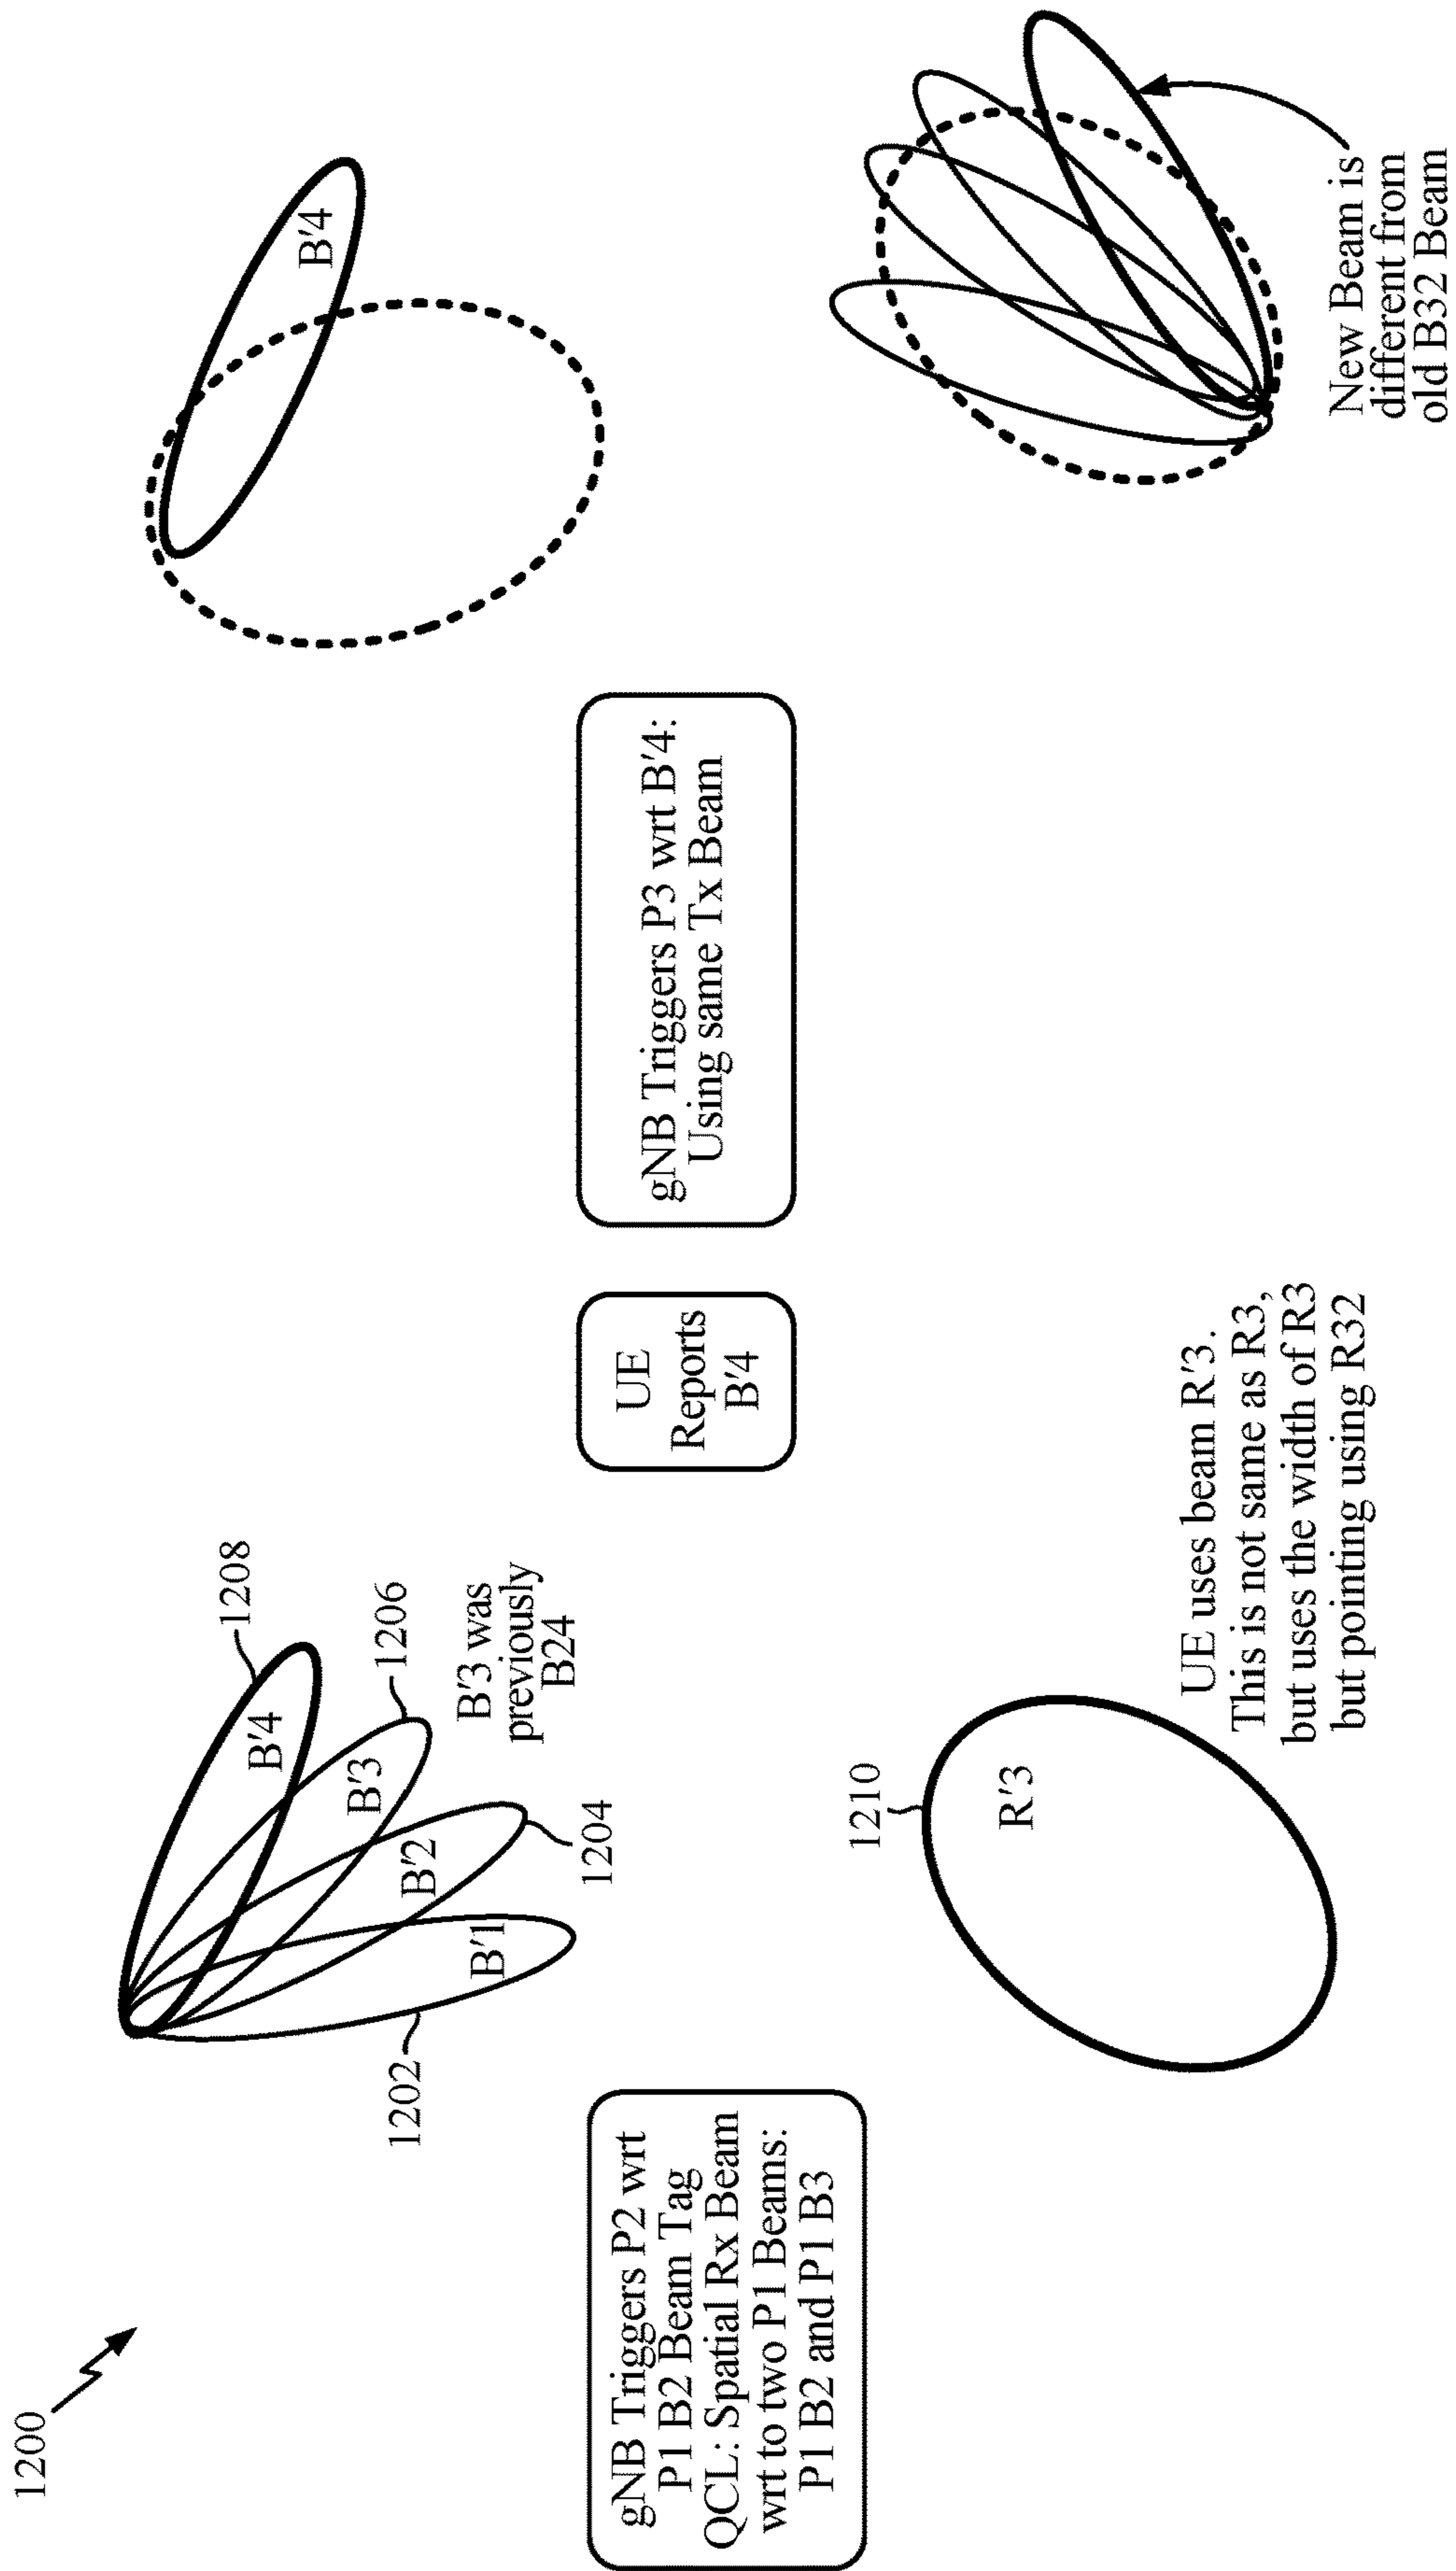 1200
gNB Triggers P2 wrt
P1 B2 Beam Tag
QCL: Spatial Rx Beam
wrt to two P1 Beams:
P1 B2 and P1 B3
1202
B'1
B'2
B'3
B'4
1204
1206
1208
B'3 was
previously
B24
1210
R'3
UE uses beam R'3.
This is not same as R3,
but uses the width of R3
but pointing using R32
UE
Reports
B'4
gNB Triggers P3 wrt B'4:
Using same Tx Beam
B'4
New Beam is
different from
old B32 Beam